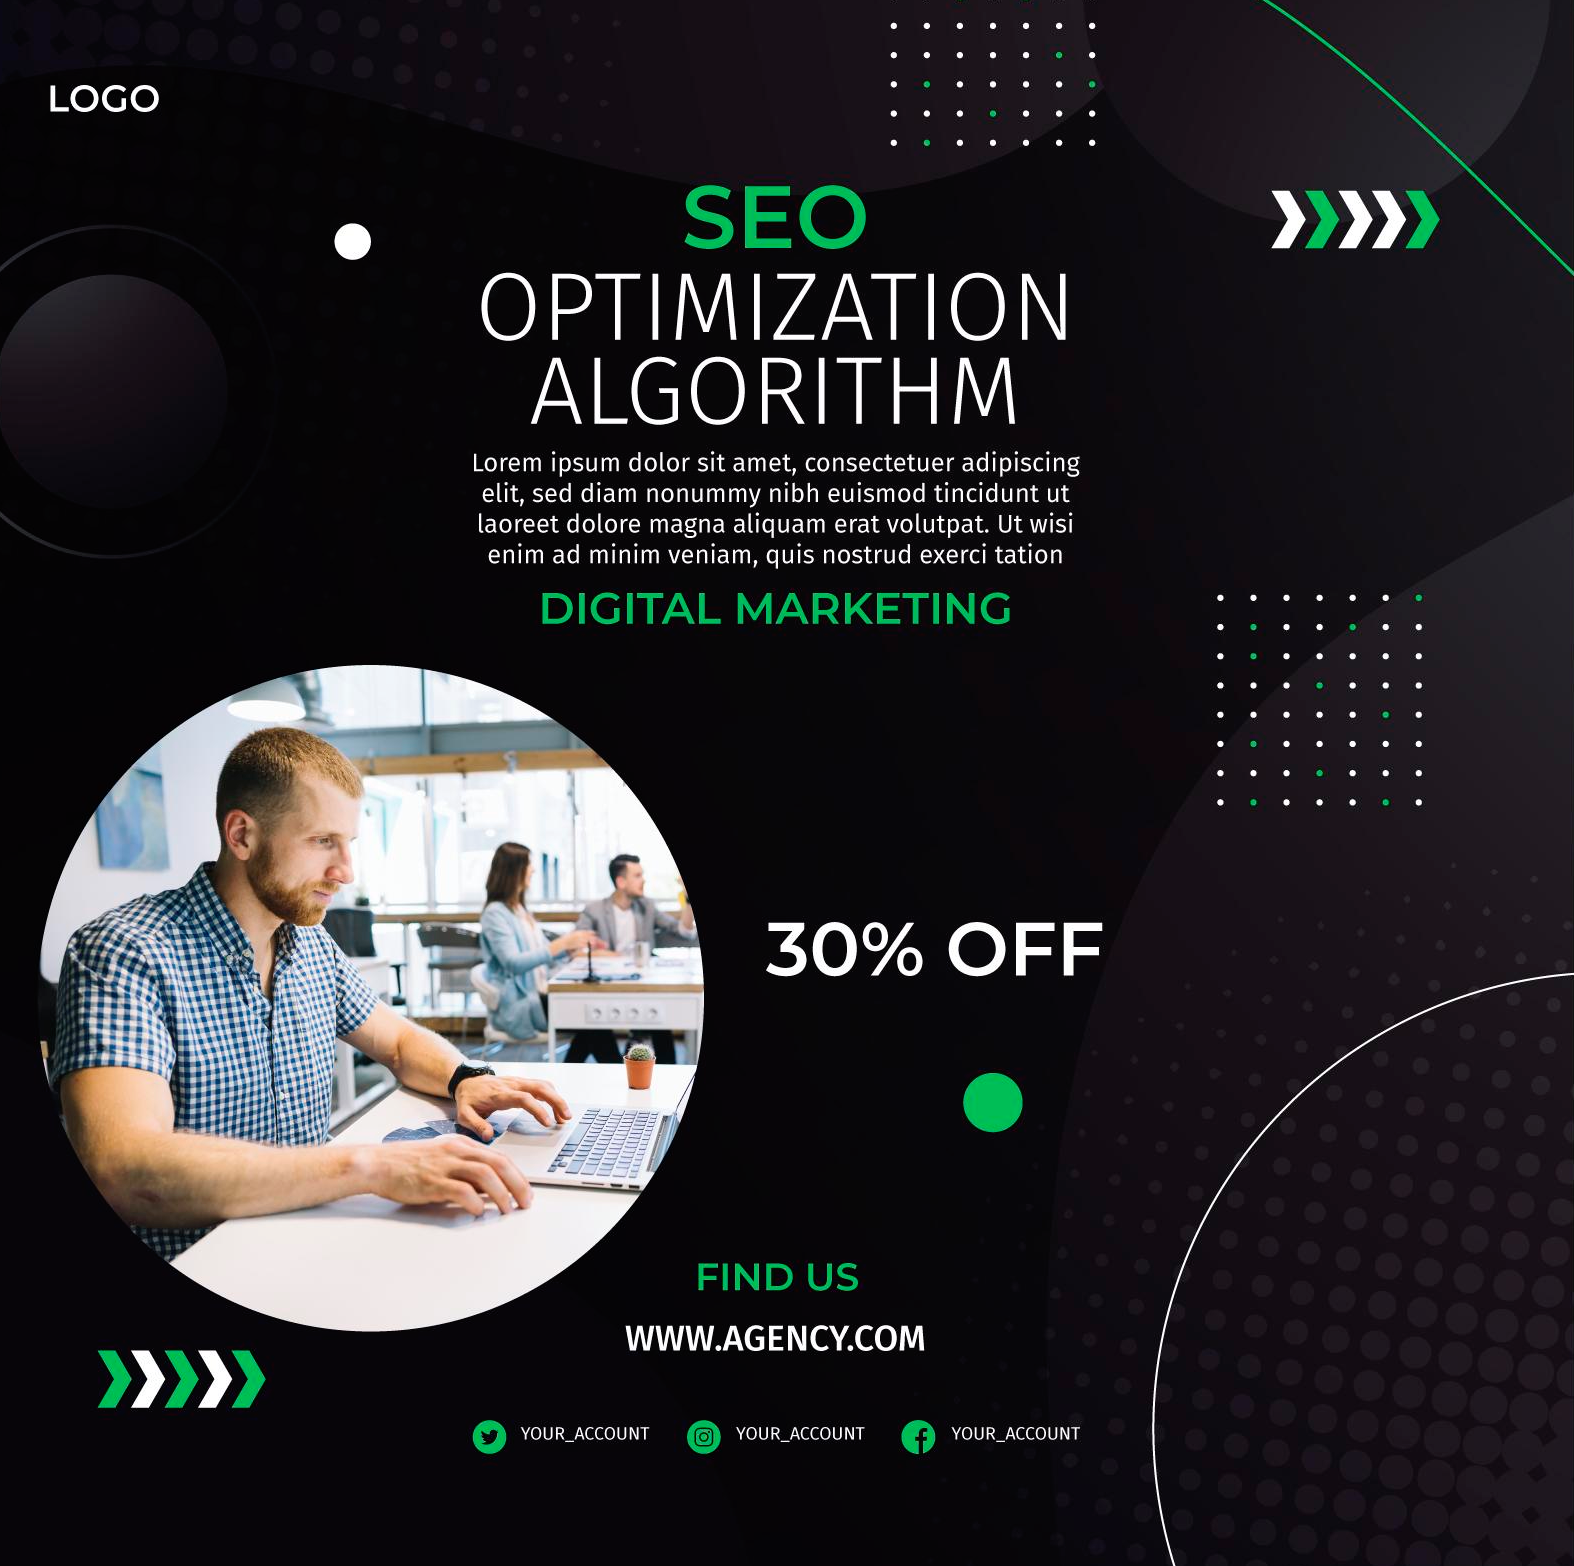 LOGO
SEO
OPTIMIZATION
ALGORITHM
Lorem ipsum dolor sit amet, consectetuer adipiscing
elit, sed diam nonummy nibh euismod tincidunt ut
laoreet dolore magna aliquam erat volutpat. Ut wisi
enim ad minim veniam, quis nostrud exerci tation
DIGITAL MARKETING
30% OFF
FIND US
WWW.AGENCY.COM
YOUR_ACCOUNT YOUR_ACCOUNT YOUR_ACCOUNT